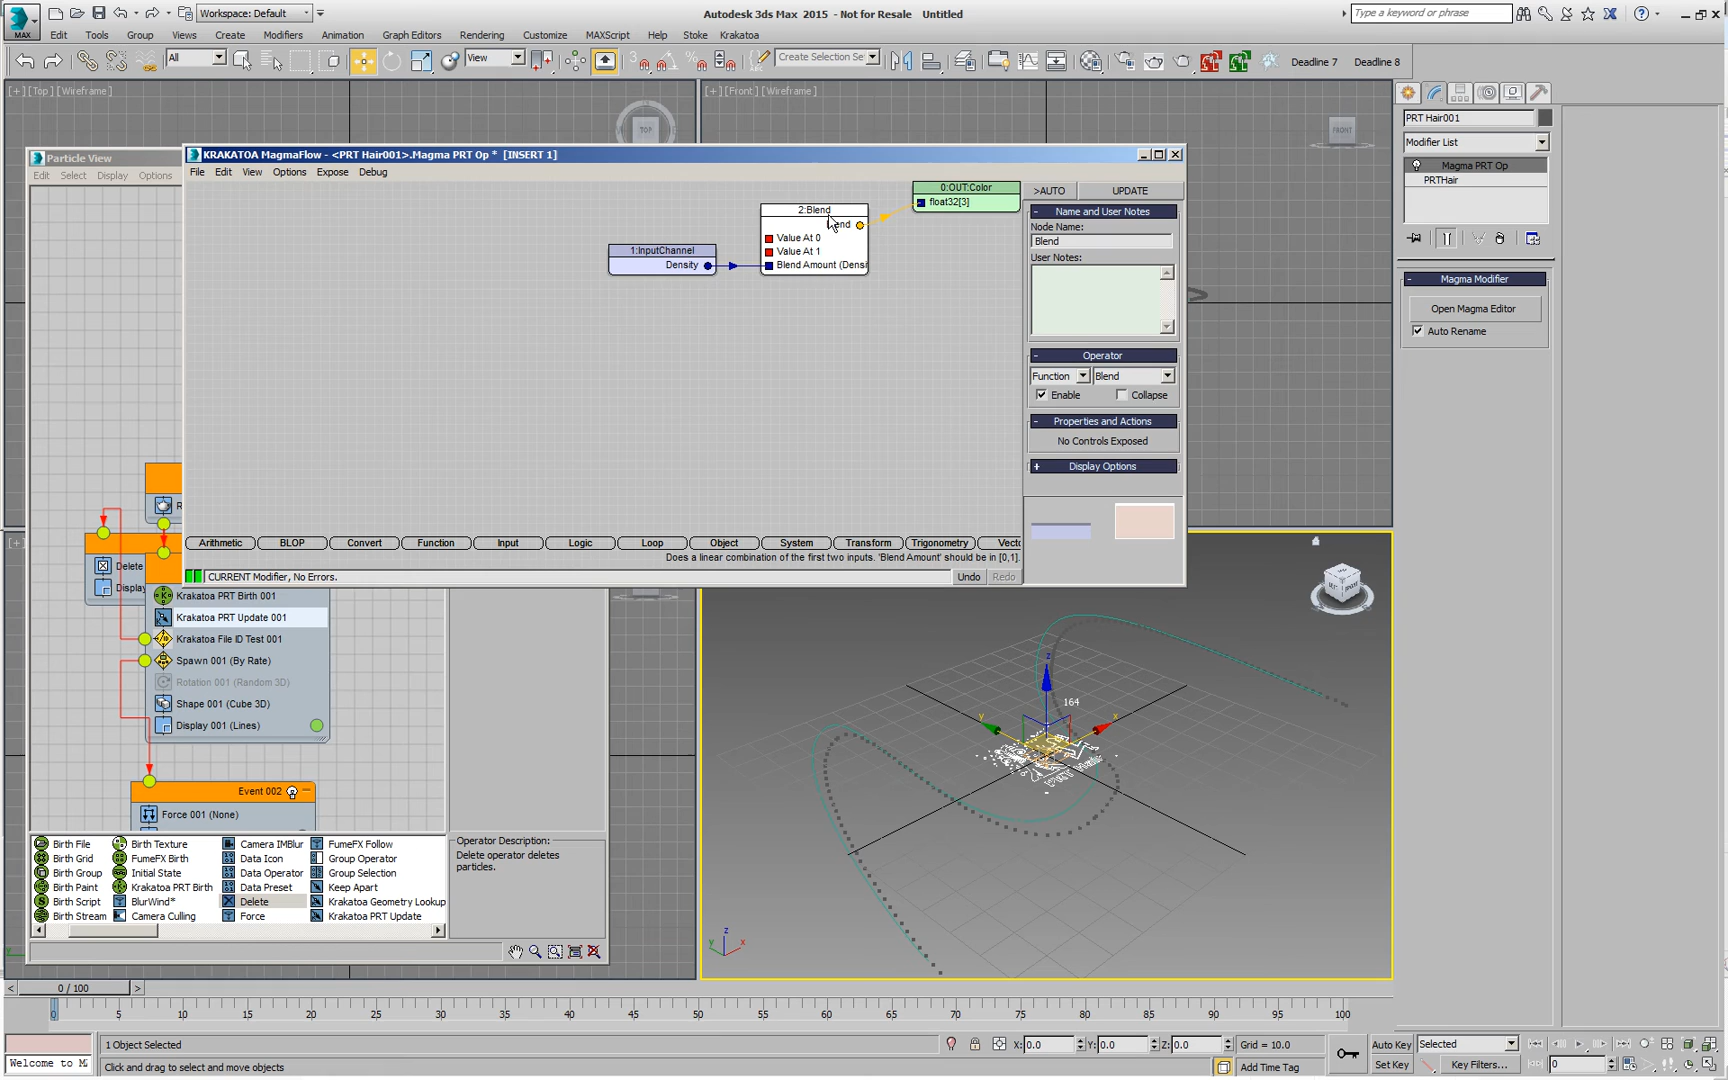 Workspace: Default
Autodesk 3ds Max 2015 - Not for Resale Untitled
Type a keyword or phrase
MAX
Edit Tools Group Views Create Modifiers Animation Graph Editors Rendering Customize MAXScript Help Stoke Krakatoa
All
View
Create Selection Se
Deadline 7 Deadline 8
[+] [Top] [Wireframe]
[+] [Front] [Wireframe]
TOP
FRONT
PRT Hair001
Modifier List
Magma PRT Op
PRTHair
Magma Modifier
Open Magma Editor
Auto Rename
Particle View
Edit Select Display Options
KRAKATOA MagmaFlow - <PRT Hair001>.Magma PRT Op * [INSERT 1]
File Edit View Options Expose Debug
0:OUT:Color
float32[3]
2:Blend
Value At 0
Value At 1
Blend Amount (Densi
1:InputChannel
Density
>AUTO UPDATE
- Name and User Notes
Node Name:
Blend
User Notes:
- Operator
Function Blend
Enable Collapse
- Properties and Actions
No Controls Exposed
+ Display Options
Arithmetic BLOP Convert Function Input Logic Loop Object System Transform Trigonometry Vecto
Does a linear combination of the first two inputs. 'Blend Amount' should be in [0,1].
CURRENT Modifier, No Errors.
Undo Redo
Delete
Display
Krakatoa PRT Birth 001
Krakatoa PRT Update 001
Krakatoa File ID Test 001
Spawn 001 (By Rate)
Rotation 001 (Random 3D)
Shape 001 (Cube 3D)
Display 001 (Lines)
Event 002
Force 001 (None)
Birth File Birth Texture Camera IMBlur FumeFX Follow
Birth Grid FumeFX Birth Data Icon Group Operator
Birth Group Initial State Data Operator Group Selection
Birth Paint Krakatoa PRT Birth Data Preset Keep Apart
Birth Script BlurWind* Delete Krakatoa Geometry Lookup
Birth Stream Camera Culling Force Krakatoa PRT Update
Operator Description:
Delete operator deletes
particles.
164
z
y
x
z
y
x
0 / 100
0 5 10 15 20 25 30 35 40 45 50 55 60 65 70 75 80 85 90 95 100
1 Object Selected
X: 0.0 Y: 0.0 Z: 0.0 Grid = 10.0
Auto Key Selected
Welcome to M
Click and drag to select and move objects
Add Time Tag
Set Key Key Filters... 0